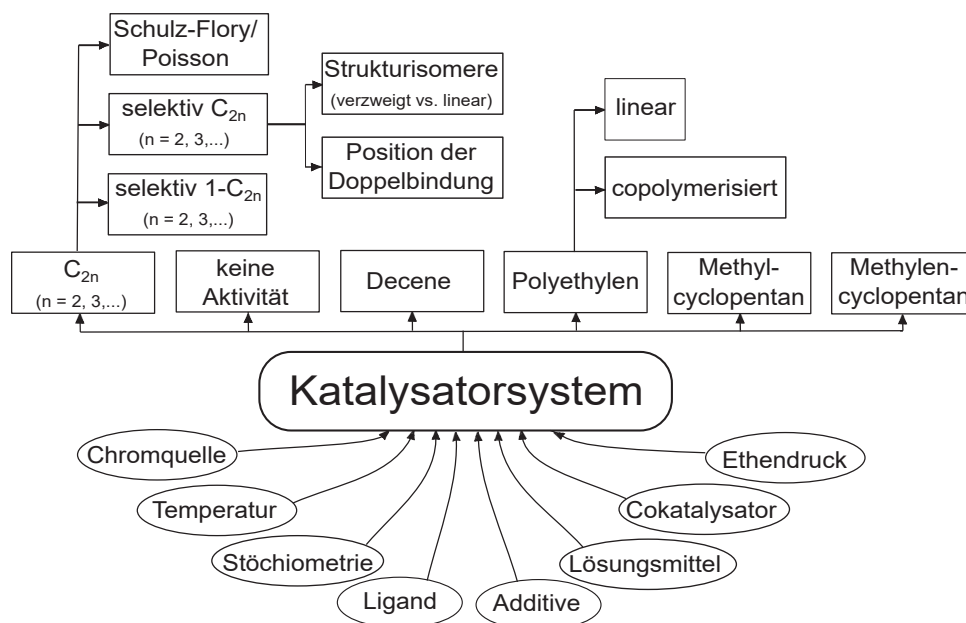 Schulz-Flory/
Poisson
selektiv C₂ₙ
(n = 2, 3,...)
selektiv 1-C₂ₙ
(n = 2, 3,...)
Strukturisomere
(verzweigt vs. linear)
Position der
Doppelbindung
linear
copolymerisiert
C₂ₙ
(n = 2, 3,...)
keine
Aktivität
Decene
Polyethylen
Methyl-
cyclopentan
Methylen-
cyclopentan
Katalysatorsystem
Chromquelle
Temperatur
Stöchiometrie
Ligand
Additive
Lösungsmittel
Cokatalysator
Ethendruck